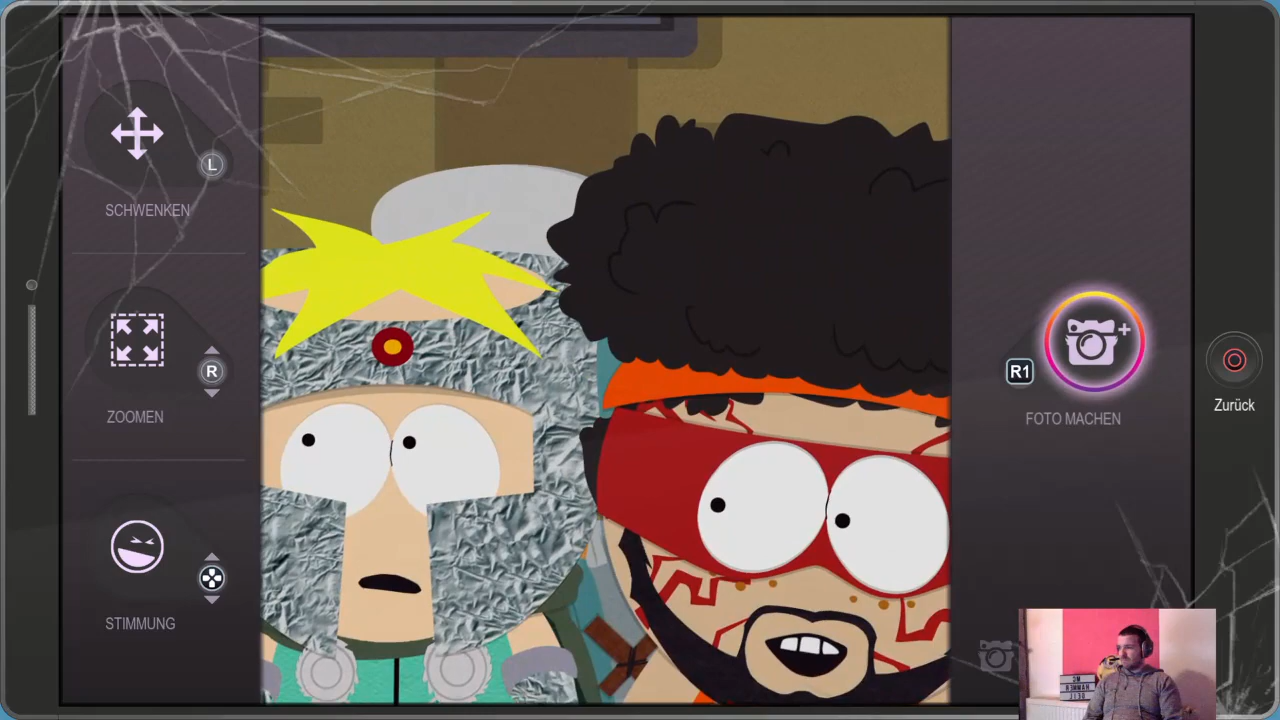 L
SCHWENKEN
R
ZOOMEN
STIMMUNG
R1
FOTO MACHEN
Zurück